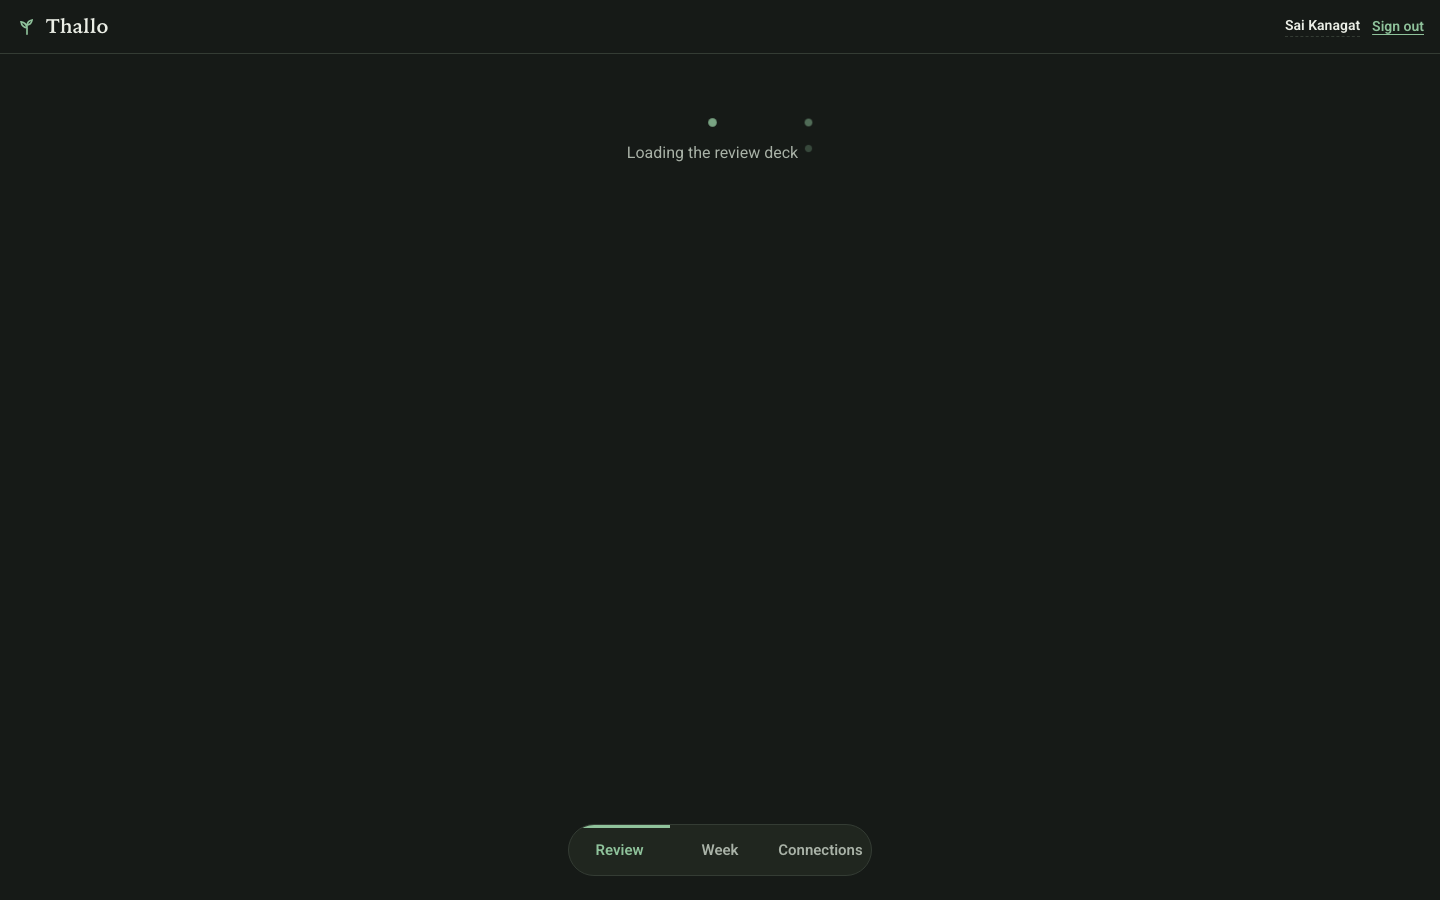 Thallo
Sai Kanagat
Sign out
Loading the review deck
Review
Week
Connections